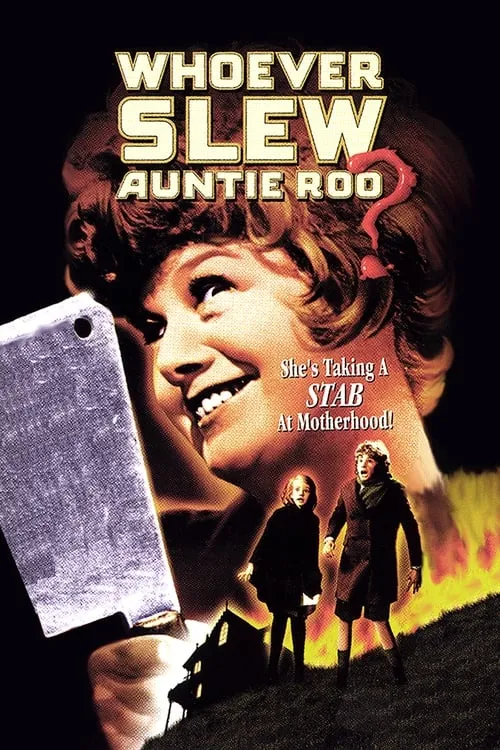 WHOEVER
SLEW
AUNTIE ROO?
She's Taking A
STAB
At Motherhood!